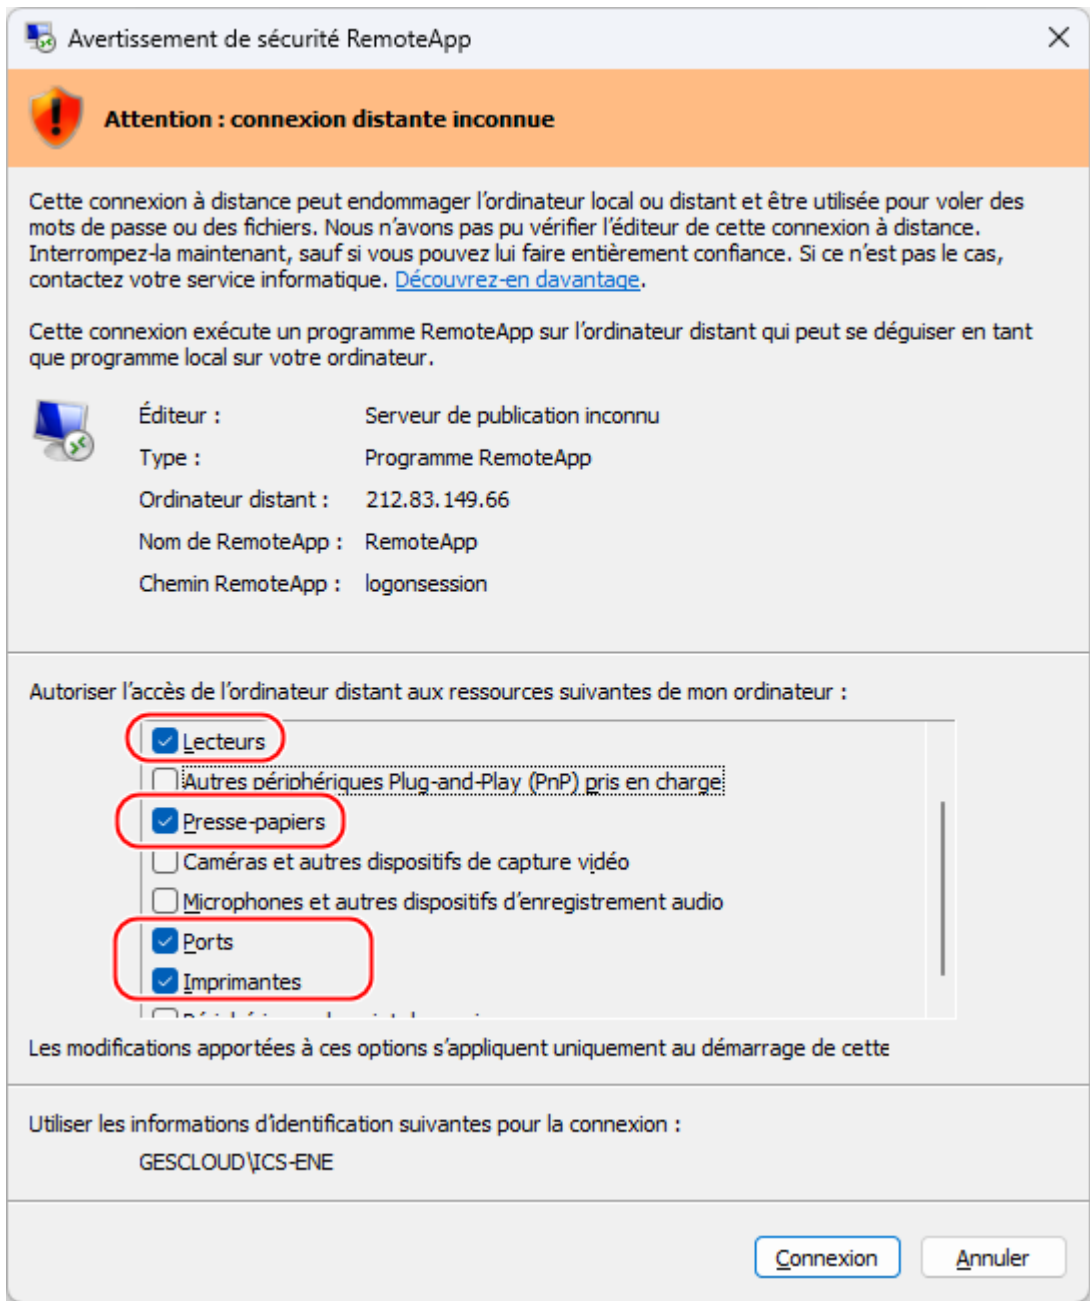 Avertissement de sécurité RemoteApp
Attention : connexion distante inconnue
Cette connexion à distance peut endommager l’ordinateur local ou distant et être utilisée pour voler des
mots de passe ou des fichiers. Nous n’avons pas pu vérifier l’éditeur de cette connexion à distance.
Interrompez-la maintenant, sauf si vous pouvez lui faire entièrement confiance. Si ce n’est pas le cas,
contactez votre service informatique. Découvrez-en davantage.
Cette connexion exécute un programme RemoteApp sur l’ordinateur distant qui peut se déguiser en tant
que programme local sur votre ordinateur.
Éditeur : Serveur de publication inconnu
Type : Programme RemoteApp
Ordinateur distant : 212.83.149.66
Nom de RemoteApp : RemoteApp
Chemin RemoteApp : logonsession
Autoriser l’accès de l’ordinateur distant aux ressources suivantes de mon ordinateur :
Lecteurs
Autres périphériques Plug-and-Play (PnP) pris en charge
Presse-papiers
Caméras et autres dispositifs de capture vidéo
Microphones et autres dispositifs d’enregistrement audio
Ports
Imprimantes
Les modifications apportées à ces options s’appliquent uniquement au démarrage de cette
Utiliser les informations d’identification suivantes pour la connexion :
GESCLOUD\ICS-ENE
Connexion Annuler